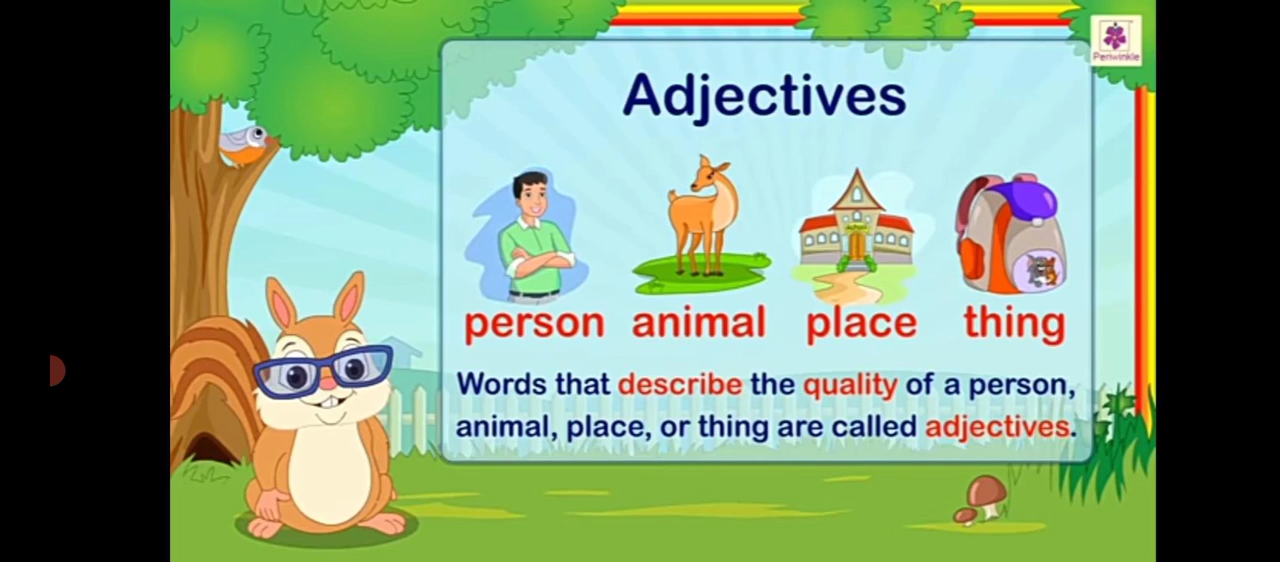 Periwinkle
Adjectives
person animal place thing
Words that describe the quality of a person,
animal, place, or thing are called adjectives.